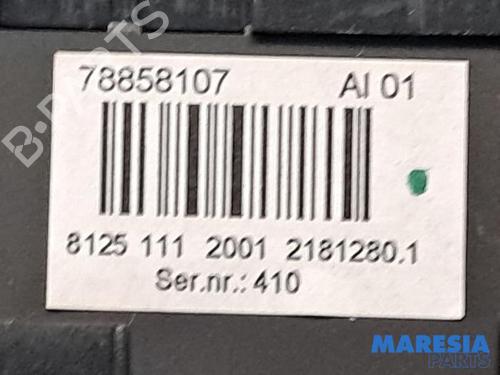 78858107 AI 01
8125 111 2001 2181280.1
Ser.nr.: 410
B-PARTS
MARESIA
PARTS